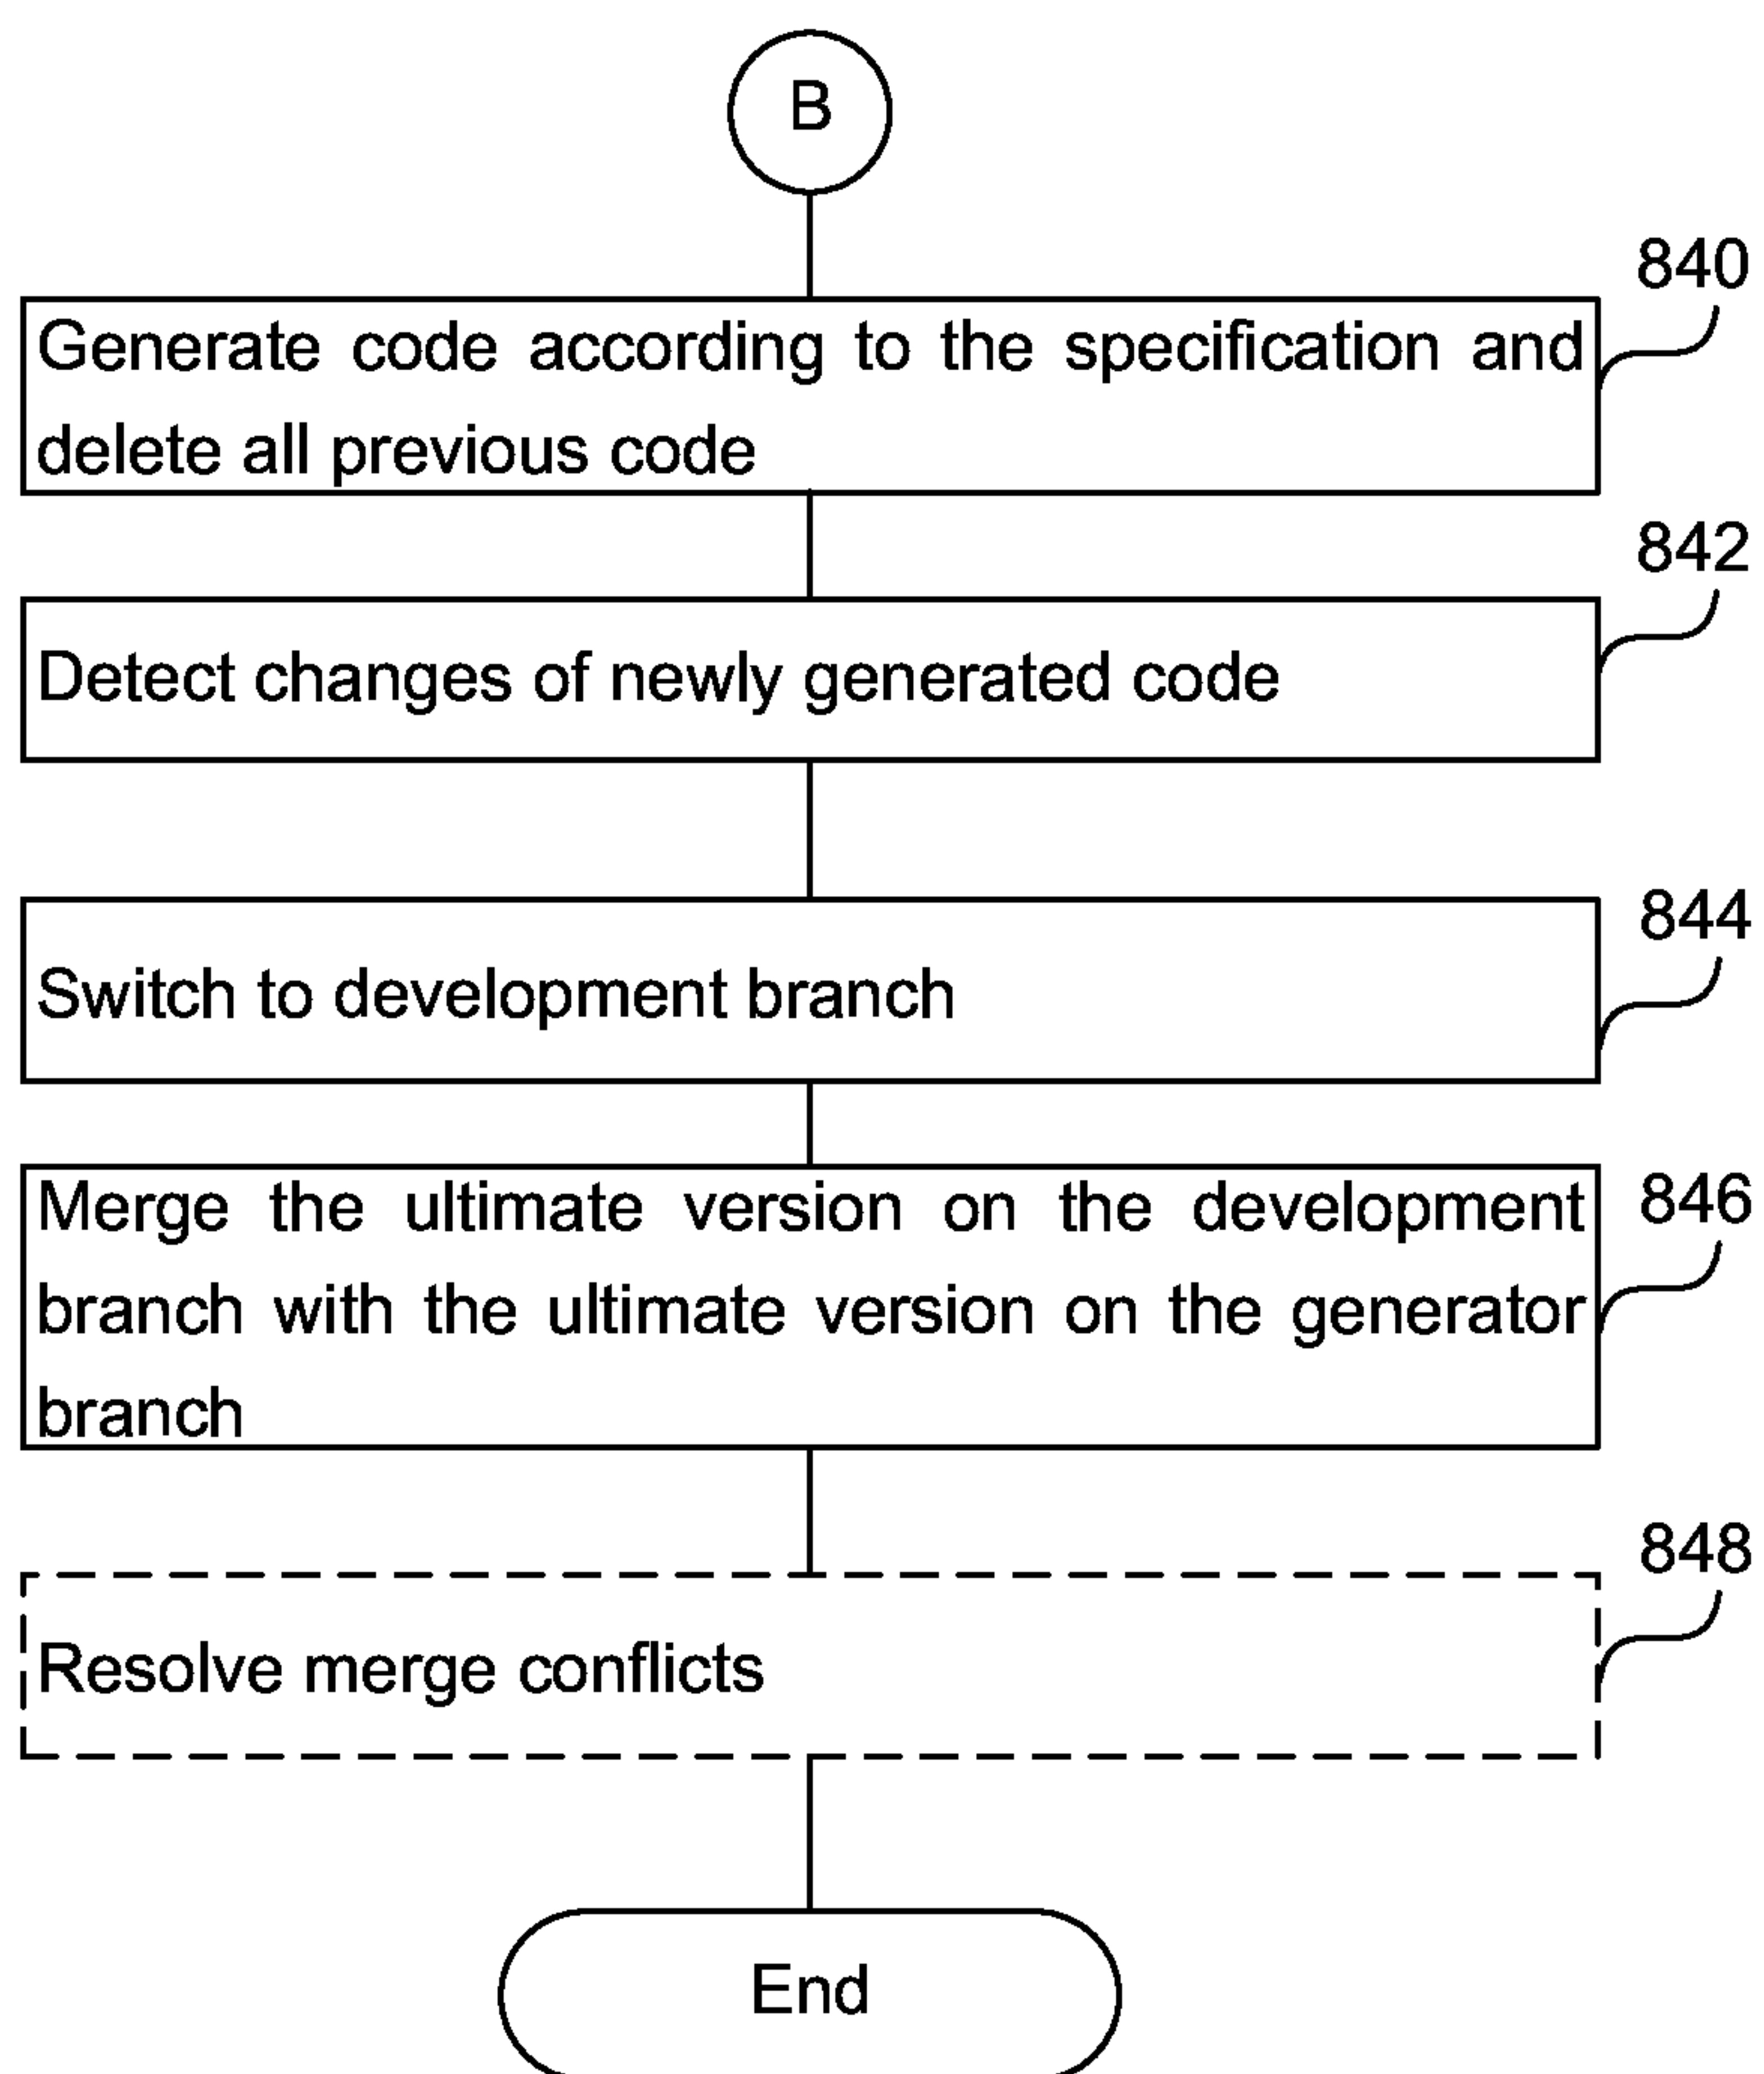 B
840
Generate code according to the specification and
delete all previous code
842
Detect changes of newly generated code
844
Switch to development branch
846
Merge the ultimate version on the development
branch with the ultimate version on the generator
branch
848
Resolve merge conflicts
End